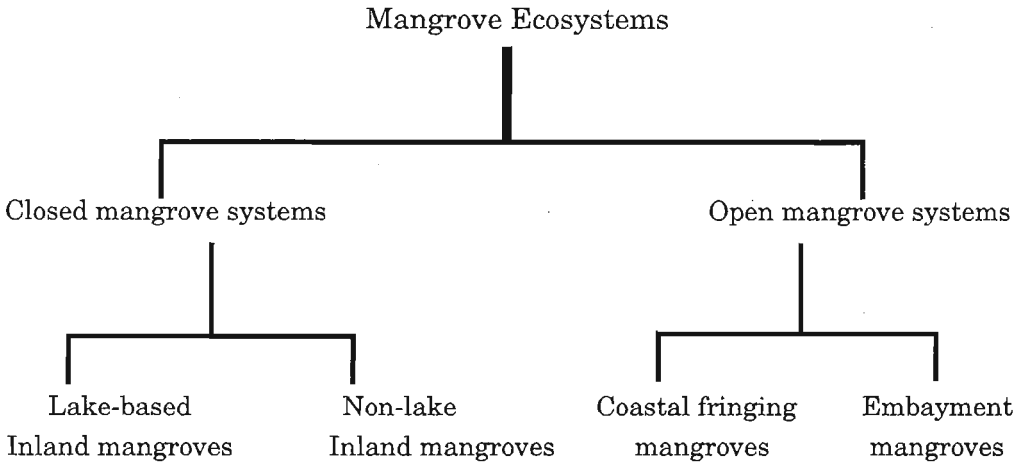 Mangrove Ecosystems
Closed mangrove systems
Open mangrove systems
Lake-based
Inland mangroves
Non-lake
Inland mangroves
Coastal fringing
mangroves
Embayment
mangroves